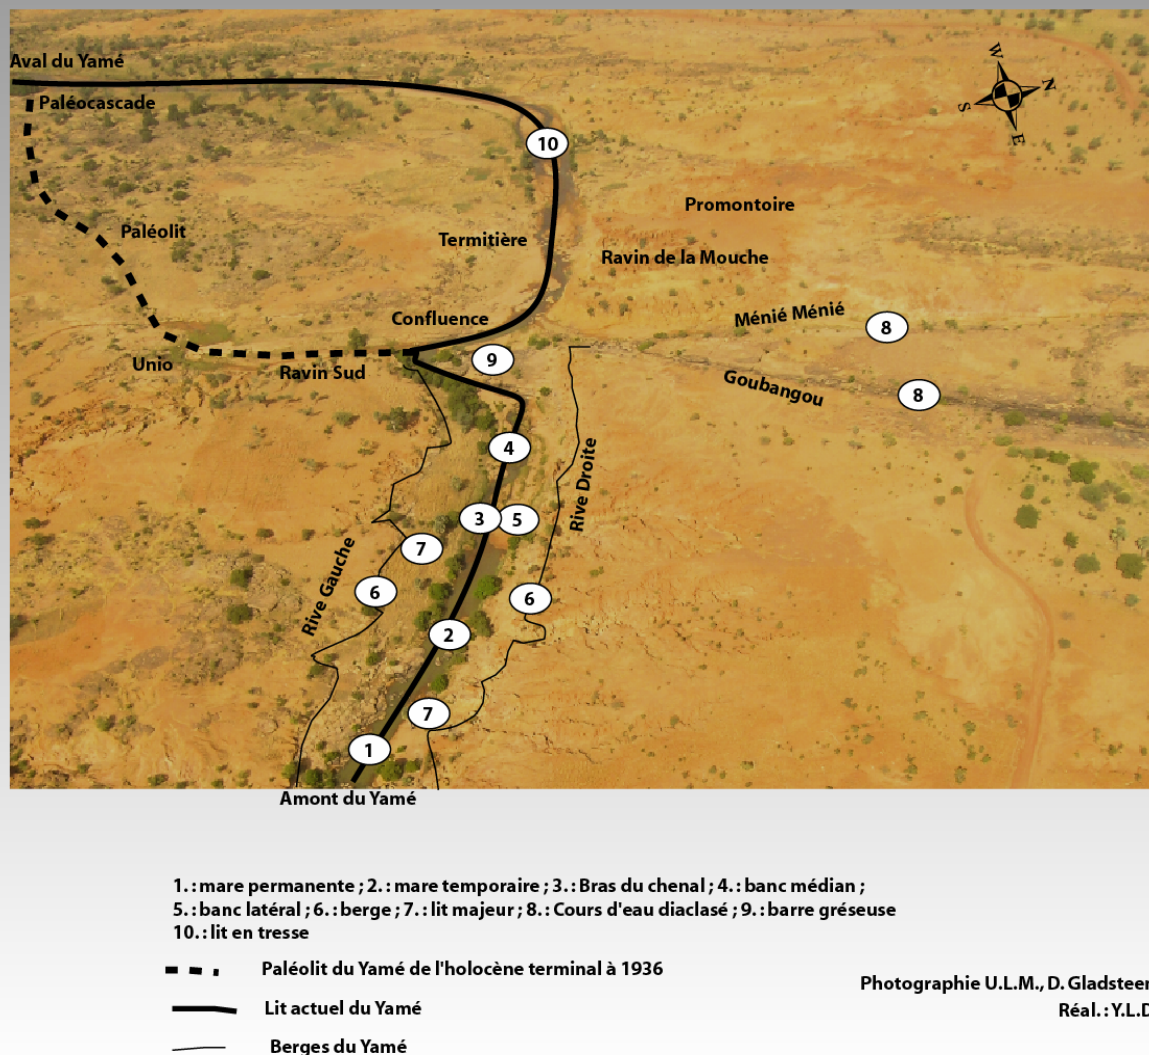 Aval du Yamé
Paléocascade
W
N
S
E
10
Promontoire
Paléolit
Termitière
Ravin de la Mouche
Confluence
Ménié Ménié
8
9
Unio
Ravin Sud
Goubangou
8
4
Rive Droite
3
5
7
Rive Gauche
6
6
2
7
1
Amont du Yamé
1. : mare permanente ; 2. : mare temporaire ; 3. : Bras du chenal ; 4. : banc médian ;
5. : banc latéral ; 6. : berge ; 7. : lit majeur ; 8. : Cours d'eau diaclasé ; 9. : barre gréseuse
10. : lit en tresse
Paléolit du Yamé de l'holocène terminal à 1936
Lit actuel du Yamé
Berges du Yamé
Photographie U.L.M., D. Gladsteen
Réal. : Y.L.D